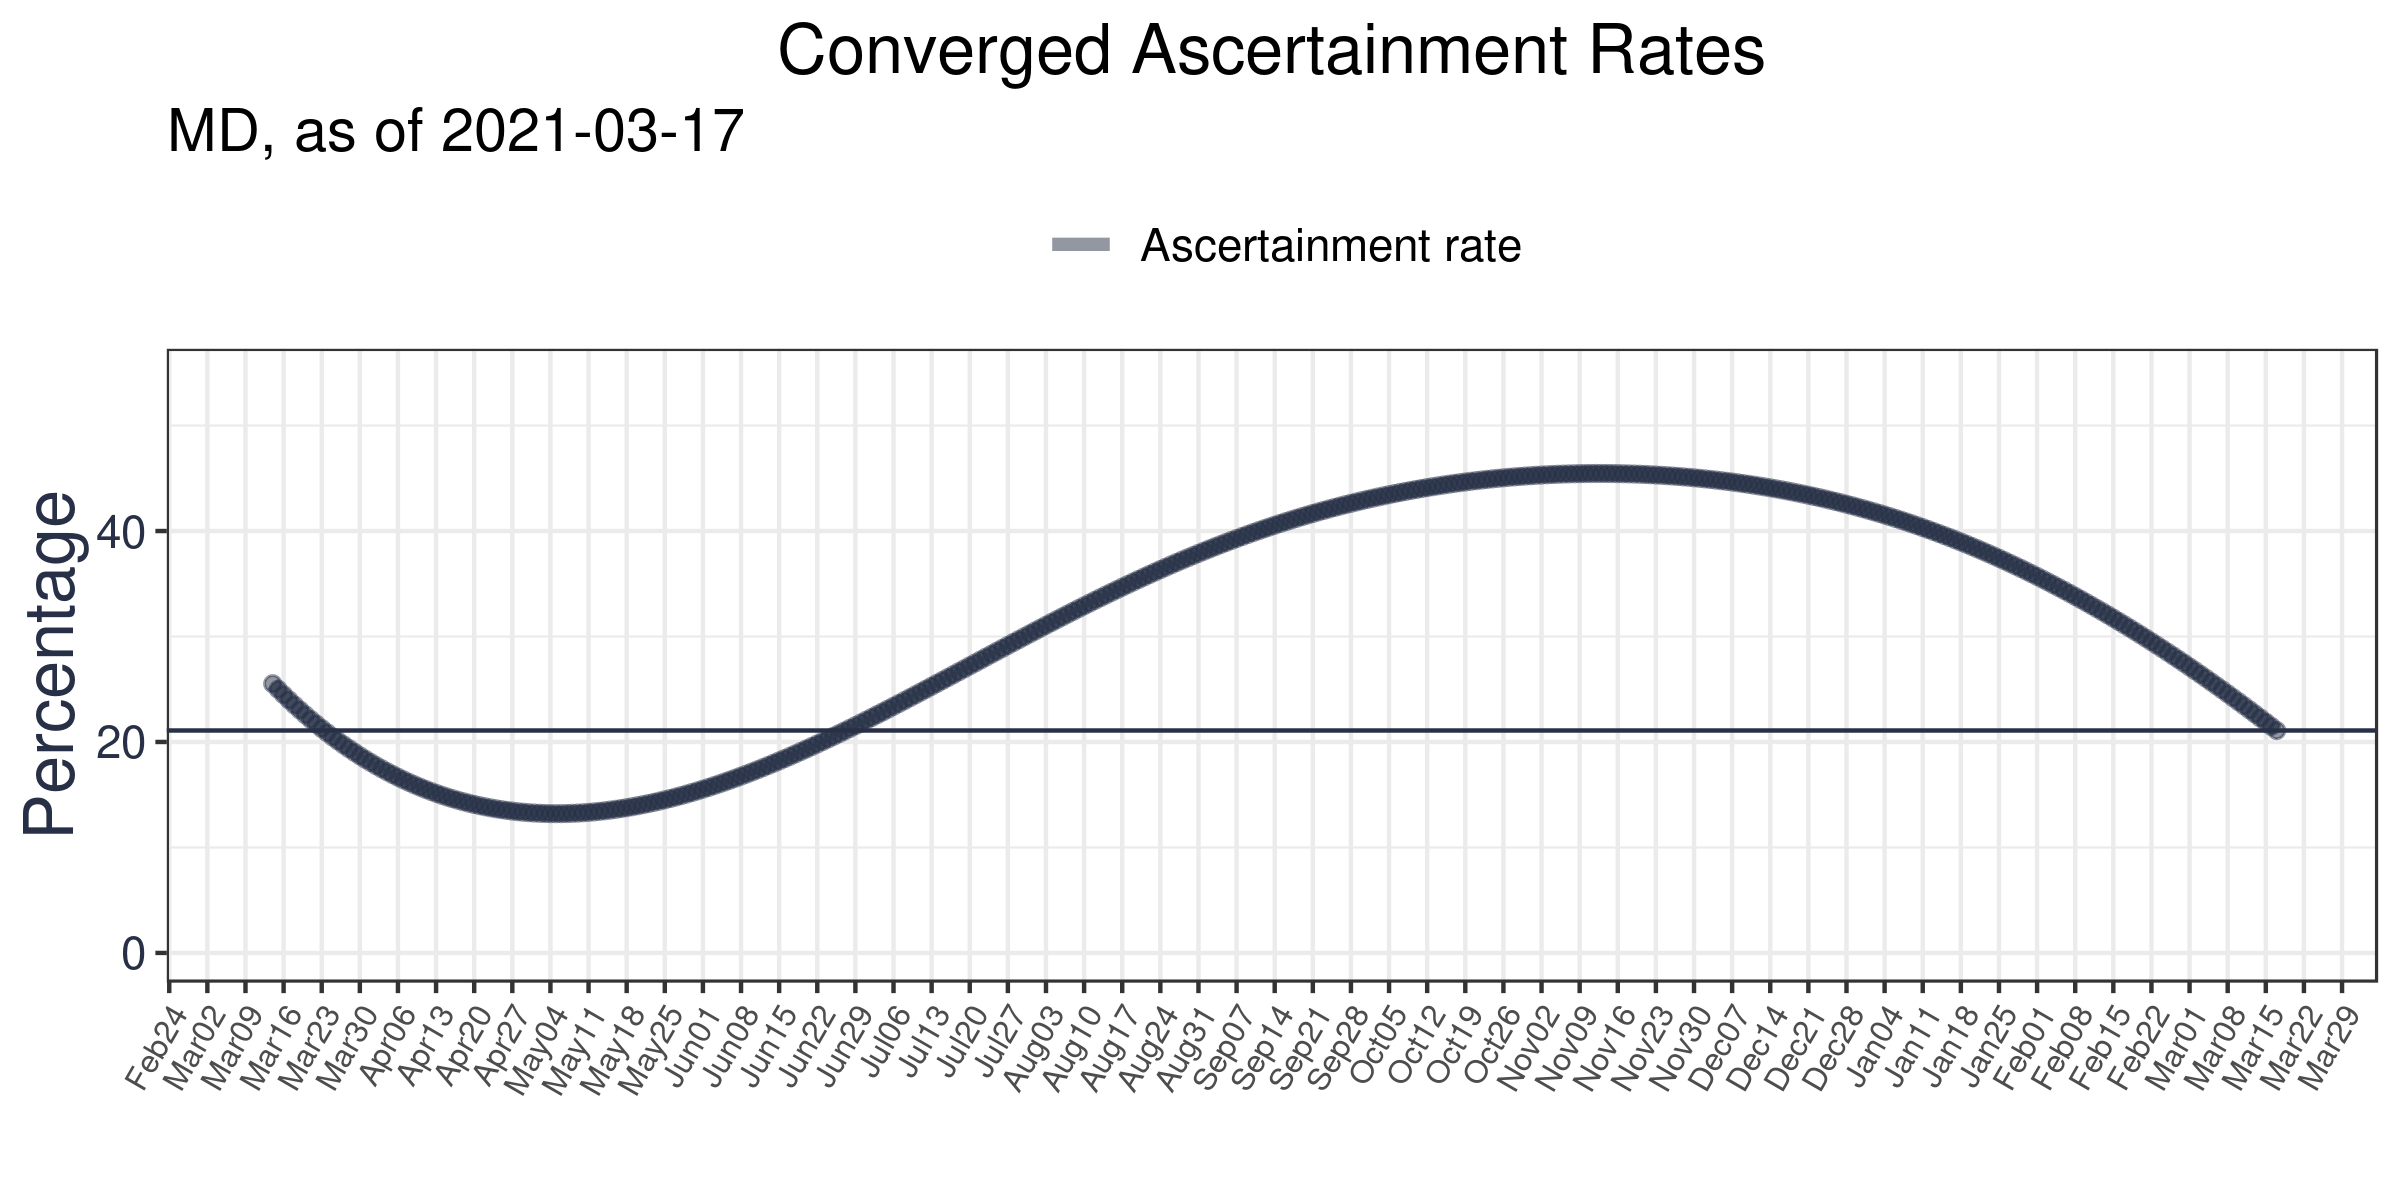 Converged Ascertainment Rates
MD, as of 2021-03-17
Ascertainment rate
Percentage
40
20
0
Feb24 Mar02 Mar09 Mar16 Mar23 Mar30 Apr06 Apr13 Apr20 Apr27 May04 May11 May18 May25 Jun01 Jun08 Jun15 Jun22 Jun29 Jul06 Jul13 Jul20 Jul27 Aug03 Aug10 Aug17 Aug24 Aug31 Sep07 Sep14 Sep21 Sep28 Oct05 Oct12 Oct19 Oct26 Nov02 Nov09 Nov16 Nov23 Nov30 Dec07 Dec14 Dec21 Dec28 Jan04 Jan11 Jan18 Jan25 Feb01 Feb08 Feb15 Feb22 Mar01 Mar08 Mar15 Mar22 Mar29